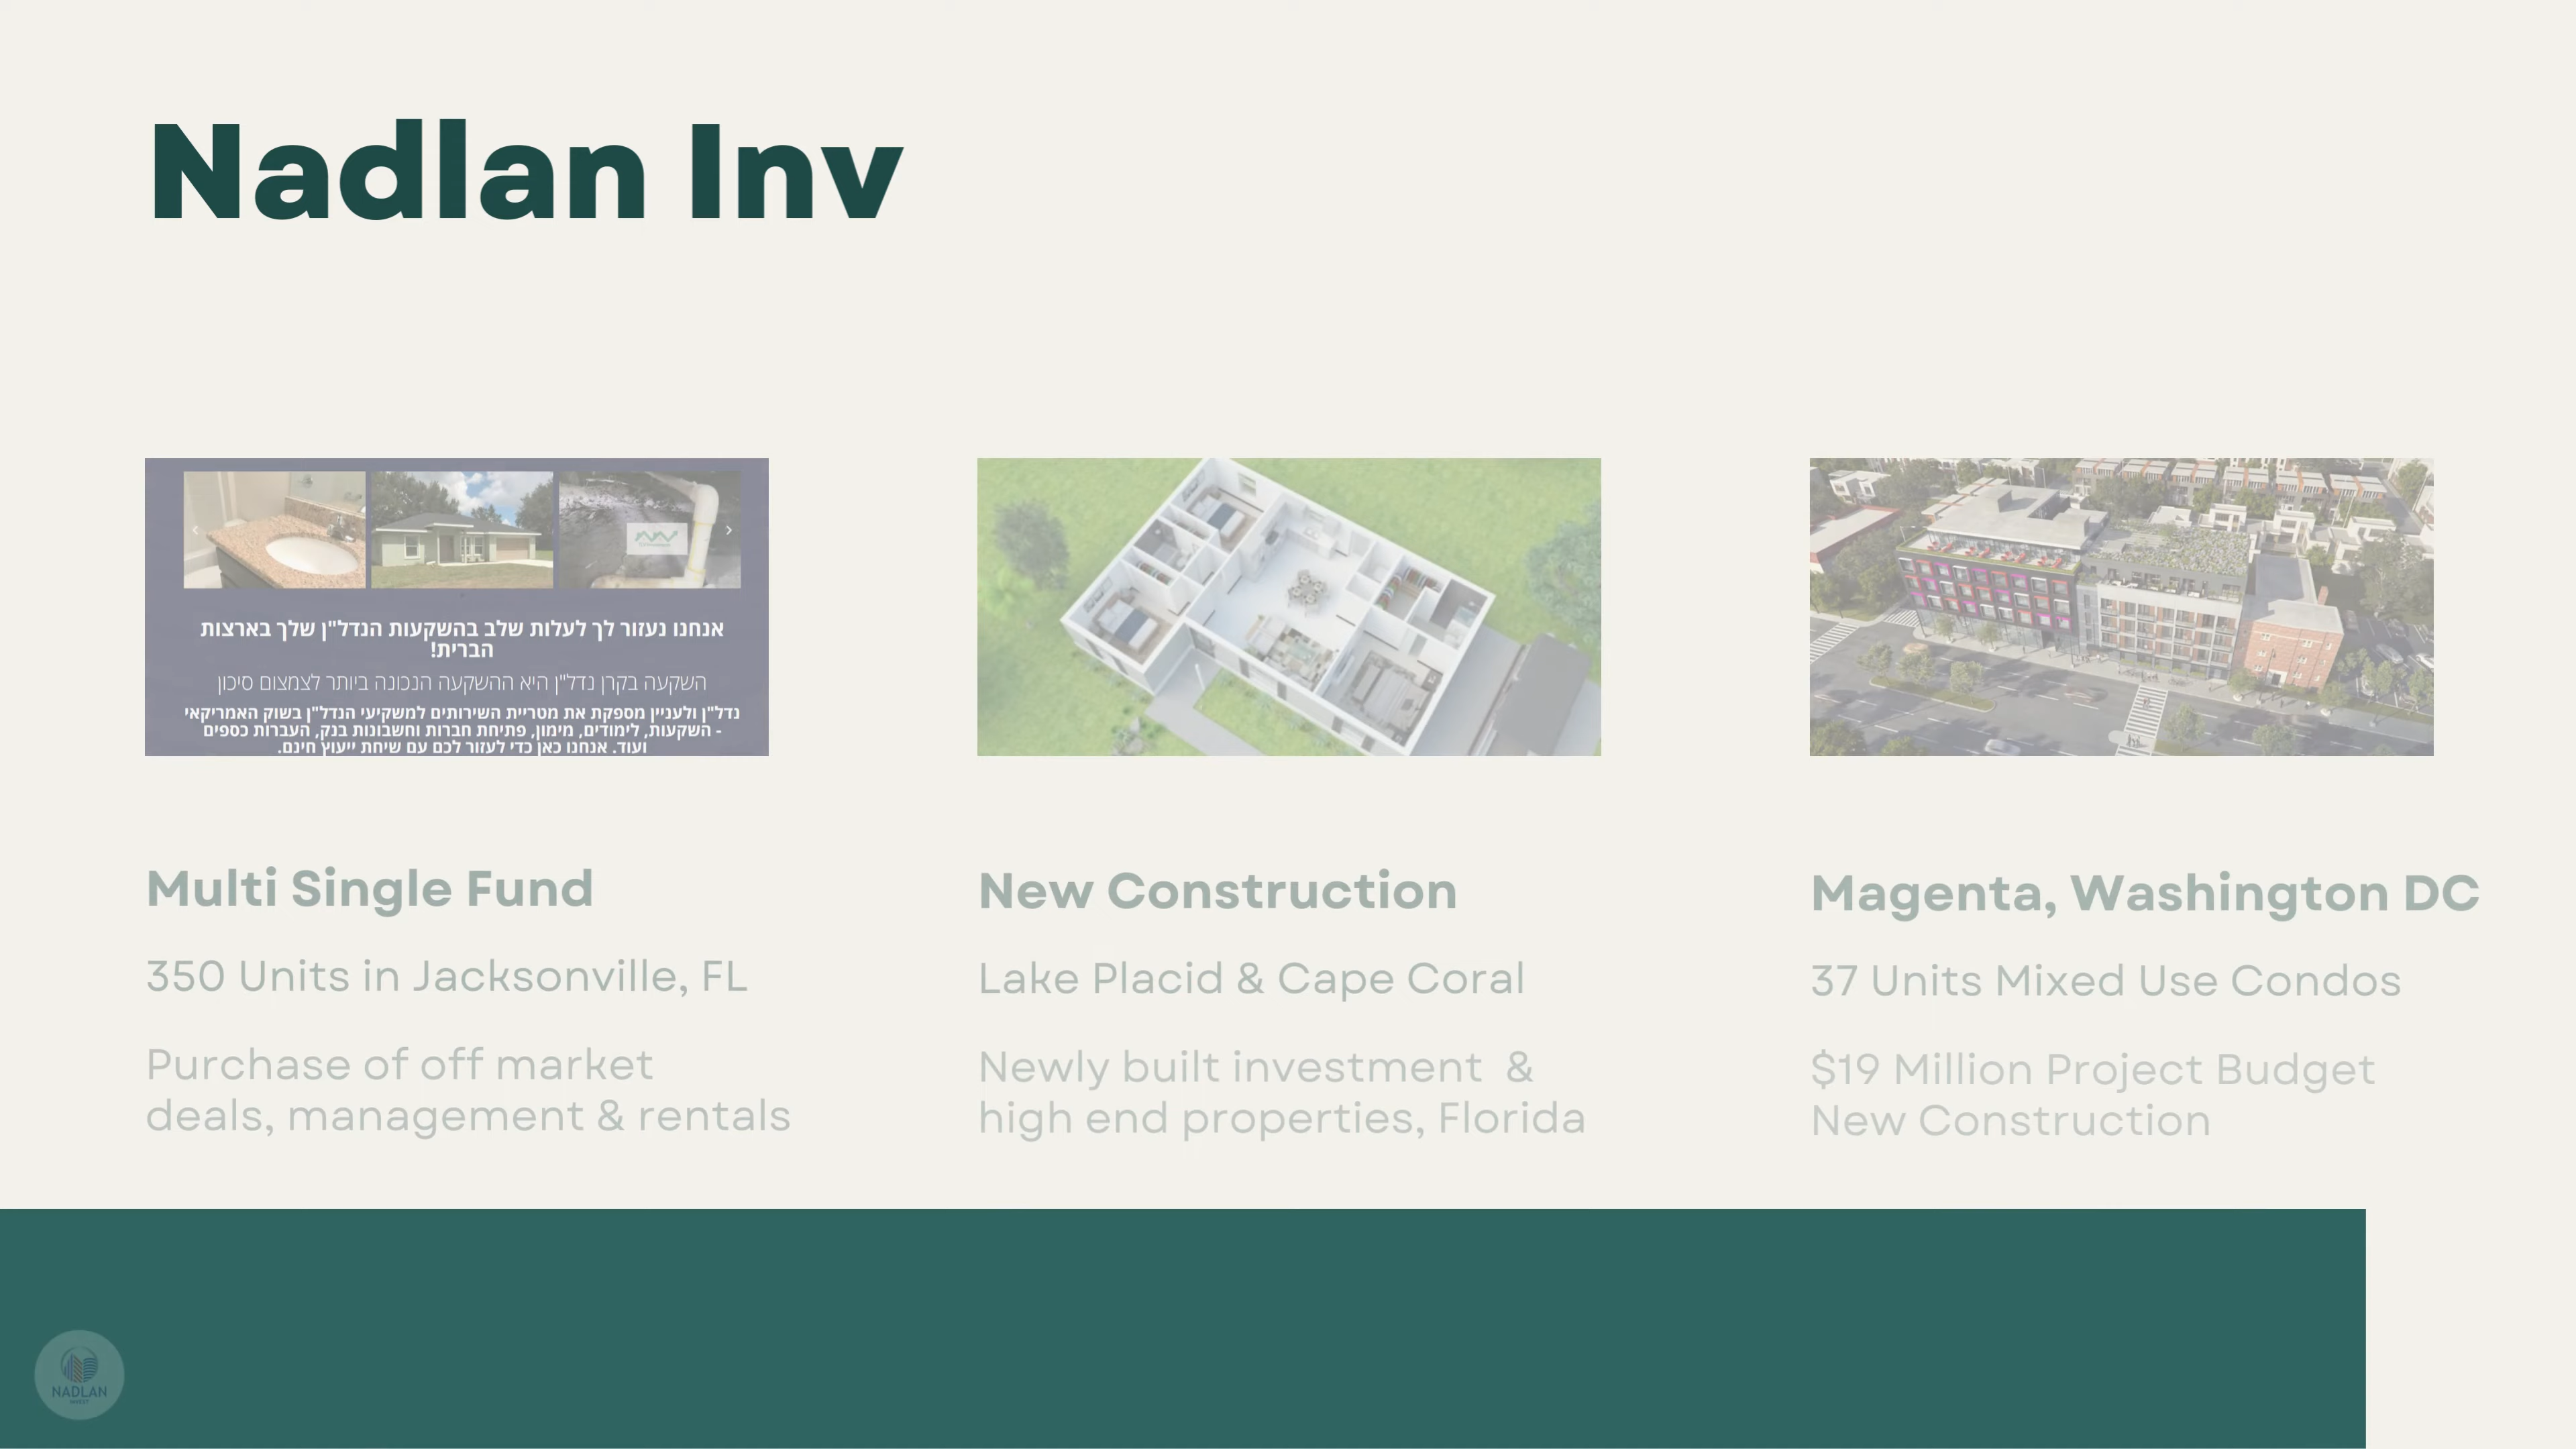 Nadlan Inv
אנחנו נעזור לך לעלות שלב בהשקעות הנדל"ן שלך בארצות
הברית!
השקעה בקרן נדל"ן היא ההשקעה הנכונה ביותר לצמצום סיכון
נדל"ן ולעניין מספקת את מטריית השירותים למשקיעי הנדל"ן בשוק האמריקאי
- השקעות, לימודים, מימון, פתיחת חברות וחשבונות בנק, העברות כספים
ועוד. אנחנו כאן כדי לעזור לכם עם שיחת ייעוץ חינם.
Multi Single Fund
350 Units in Jacksonville, FL
Purchase of off market
deals, management & rentals
New Construction
Lake Placid & Cape Coral
Newly built investment & 
high end properties, Florida
Magenta, Washington DC
37 Units Mixed Use Condos
$19 Million Project Budget
New Construction
NADLAN
INVEST